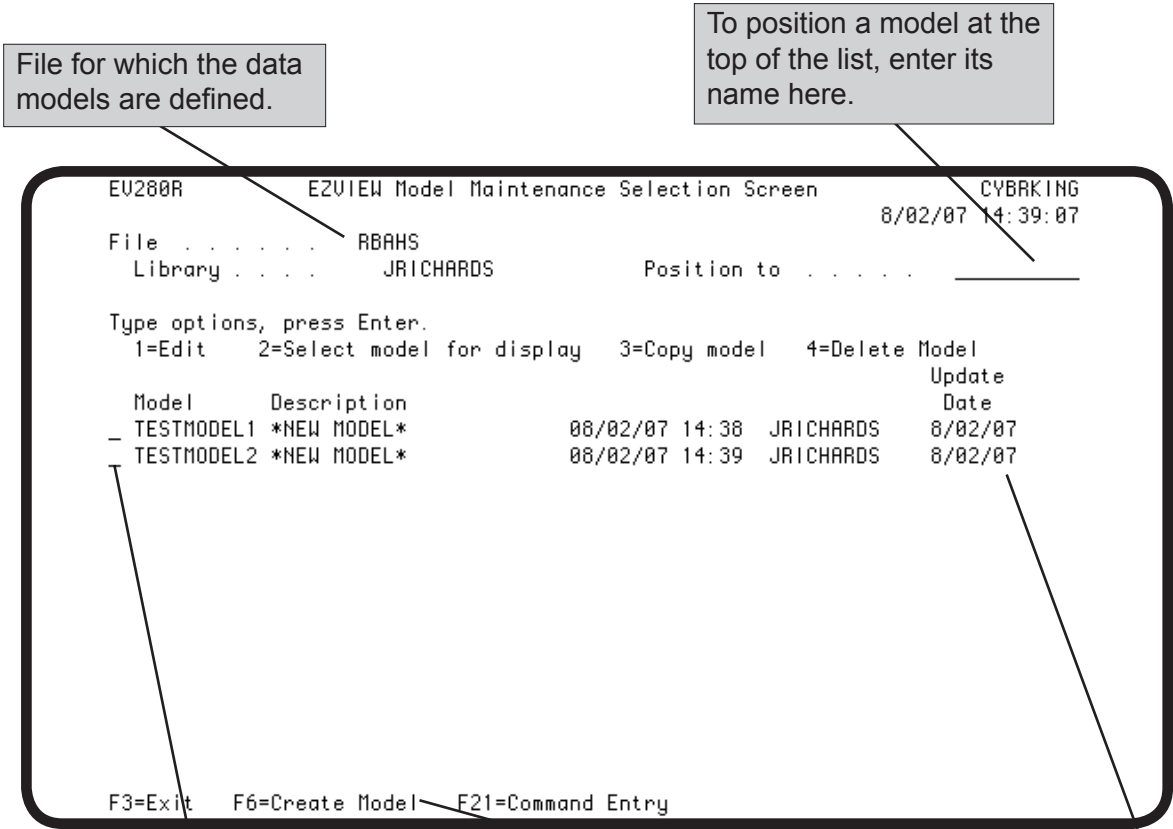 File for which the data
models are defined.
To position a model at the
top of the list, enter its
name here.
EV280R EZVIEW Model Maintenance Selection Screen CYBRKING
8/02/07 14:39:07
File . . . . . . RBAHS
Library . . . . JRICHARDS Position to . . . . .
Type options, press Enter.
1=Edit 2=Select model for display 3=Copy model 4=Delete Model
Update
Model Description Date
_ TESTMODEL1 *NEW MODEL* 08/02/07 14:38 JRICHARDS 8/02/07
_ TESTMODEL2 *NEW MODEL* 08/02/07 14:39 JRICHARDS 8/02/07
F3=Exit F6=Create Model F21=Command Entry